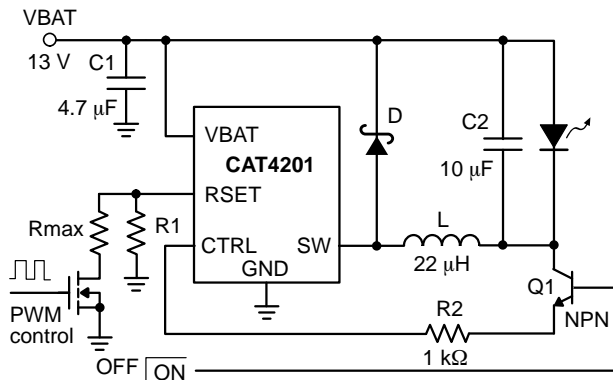 VBAT
13 V
C1
4.7 μF
VBAT
CAT4201
RSET
CTRL
SW
GND
D
C2
10 μF
L
22 μH
Rmax
R1
PWM
control
Q1
NPN
R2
1 kΩ
OFF ON